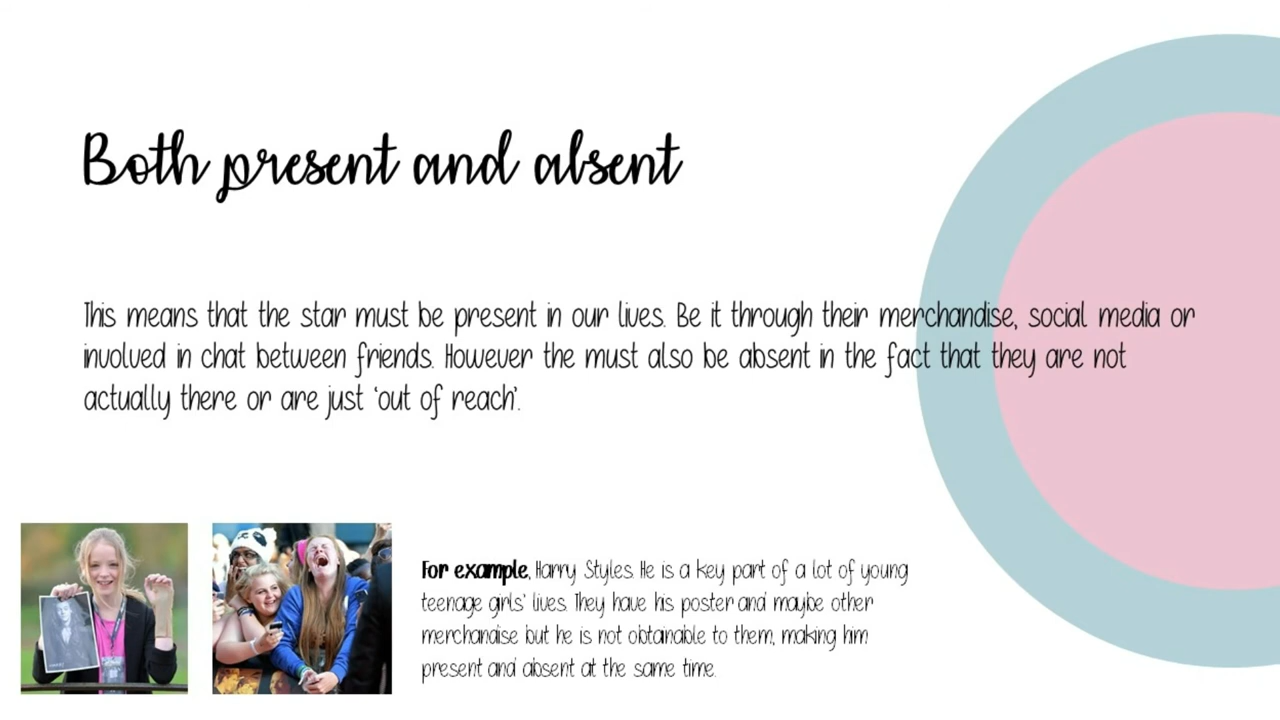 Both present and absent
This means that the star must be present in our lives. Be it through their merchandise, social media or
involved in chat between friends. However the must also be absent in the fact that they are not
actually there or are just 'out of reach'.
For example, Harry Styles. He is a key part of a lot of young
teenage girls' lives. They have his poster and maybe other
merchandise but he is not obtainable to them, making him
present and absent at the same time.